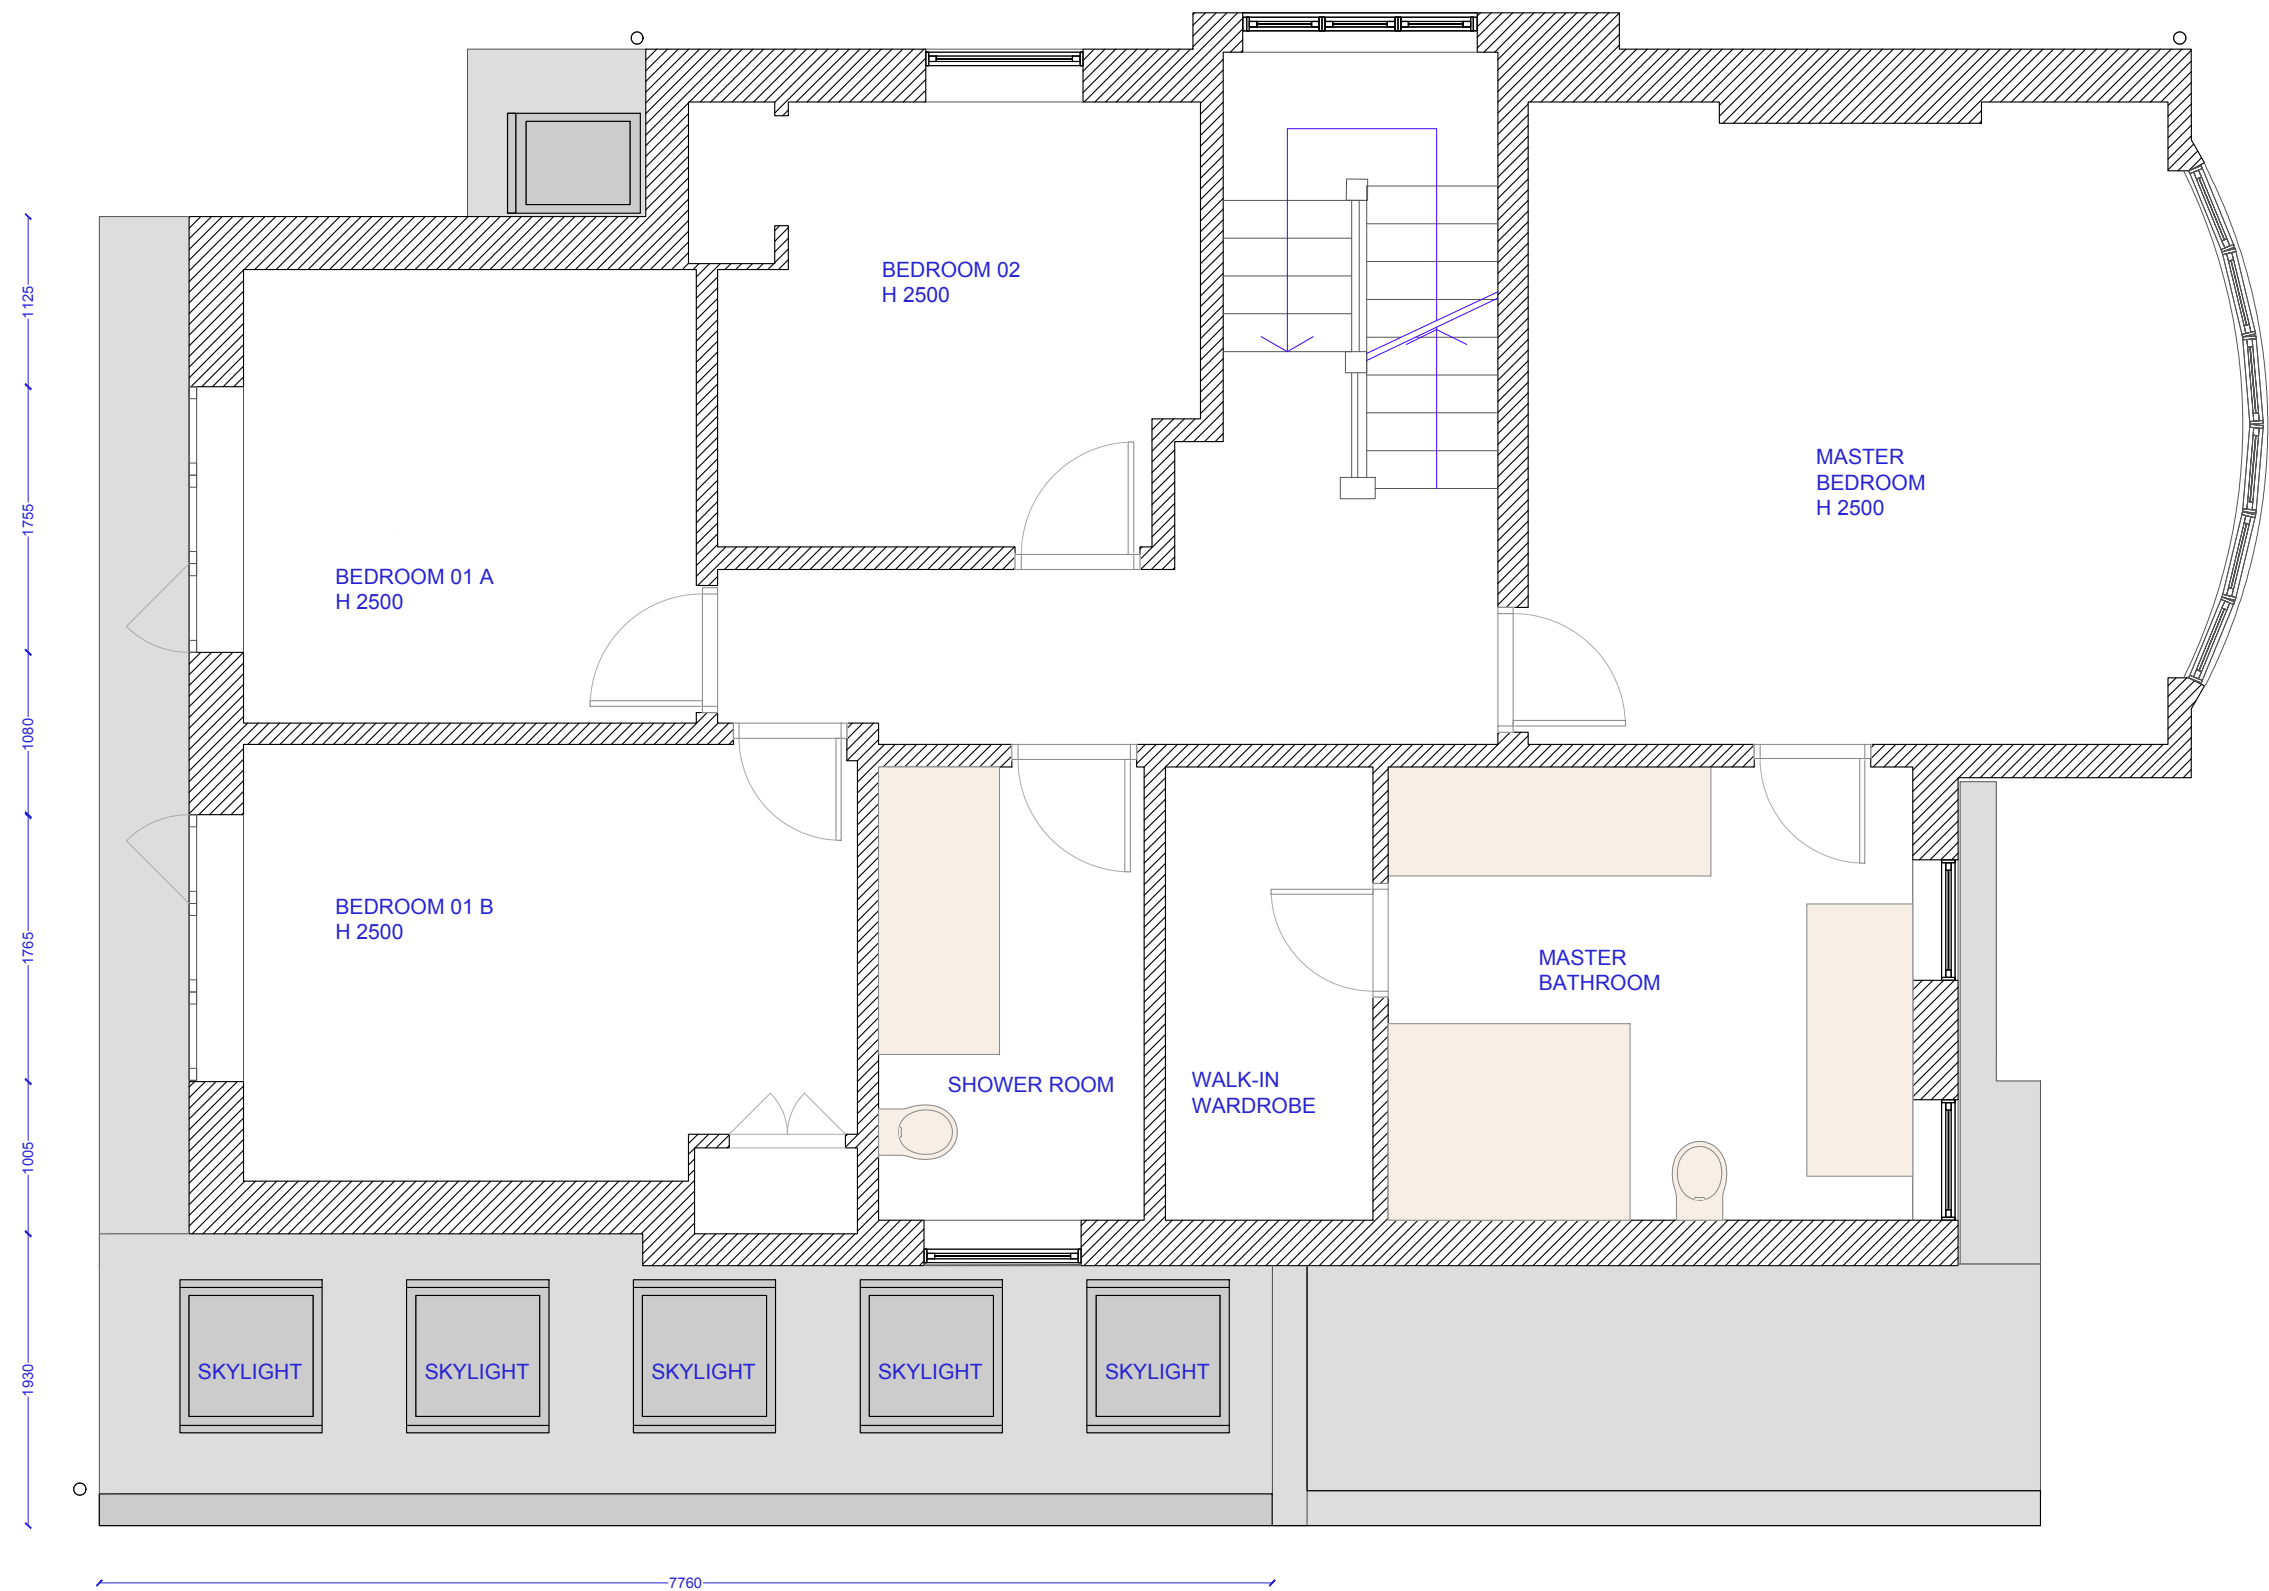 BEDROOM 02
H 2500
1125
MASTER
BEDROOM
H 2500
1755
BEDROOM 01 A
H 2500
1080
BEDROOM 01 B
H 2500
1765
MASTER
BATHROOM
SHOWER ROOM
WALK-IN
WARDROBE
1005
SKYLIGHT
SKYLIGHT
SKYLIGHT
SKYLIGHT
SKYLIGHT
1930
7760